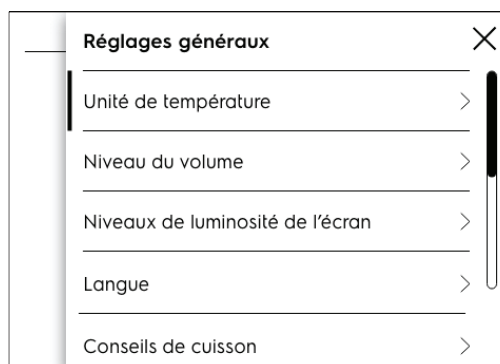 Réglages généraux
Unité de température
Niveau du volume
Niveaux de luminosité de l'écran
Langue
Conseils de cuisson